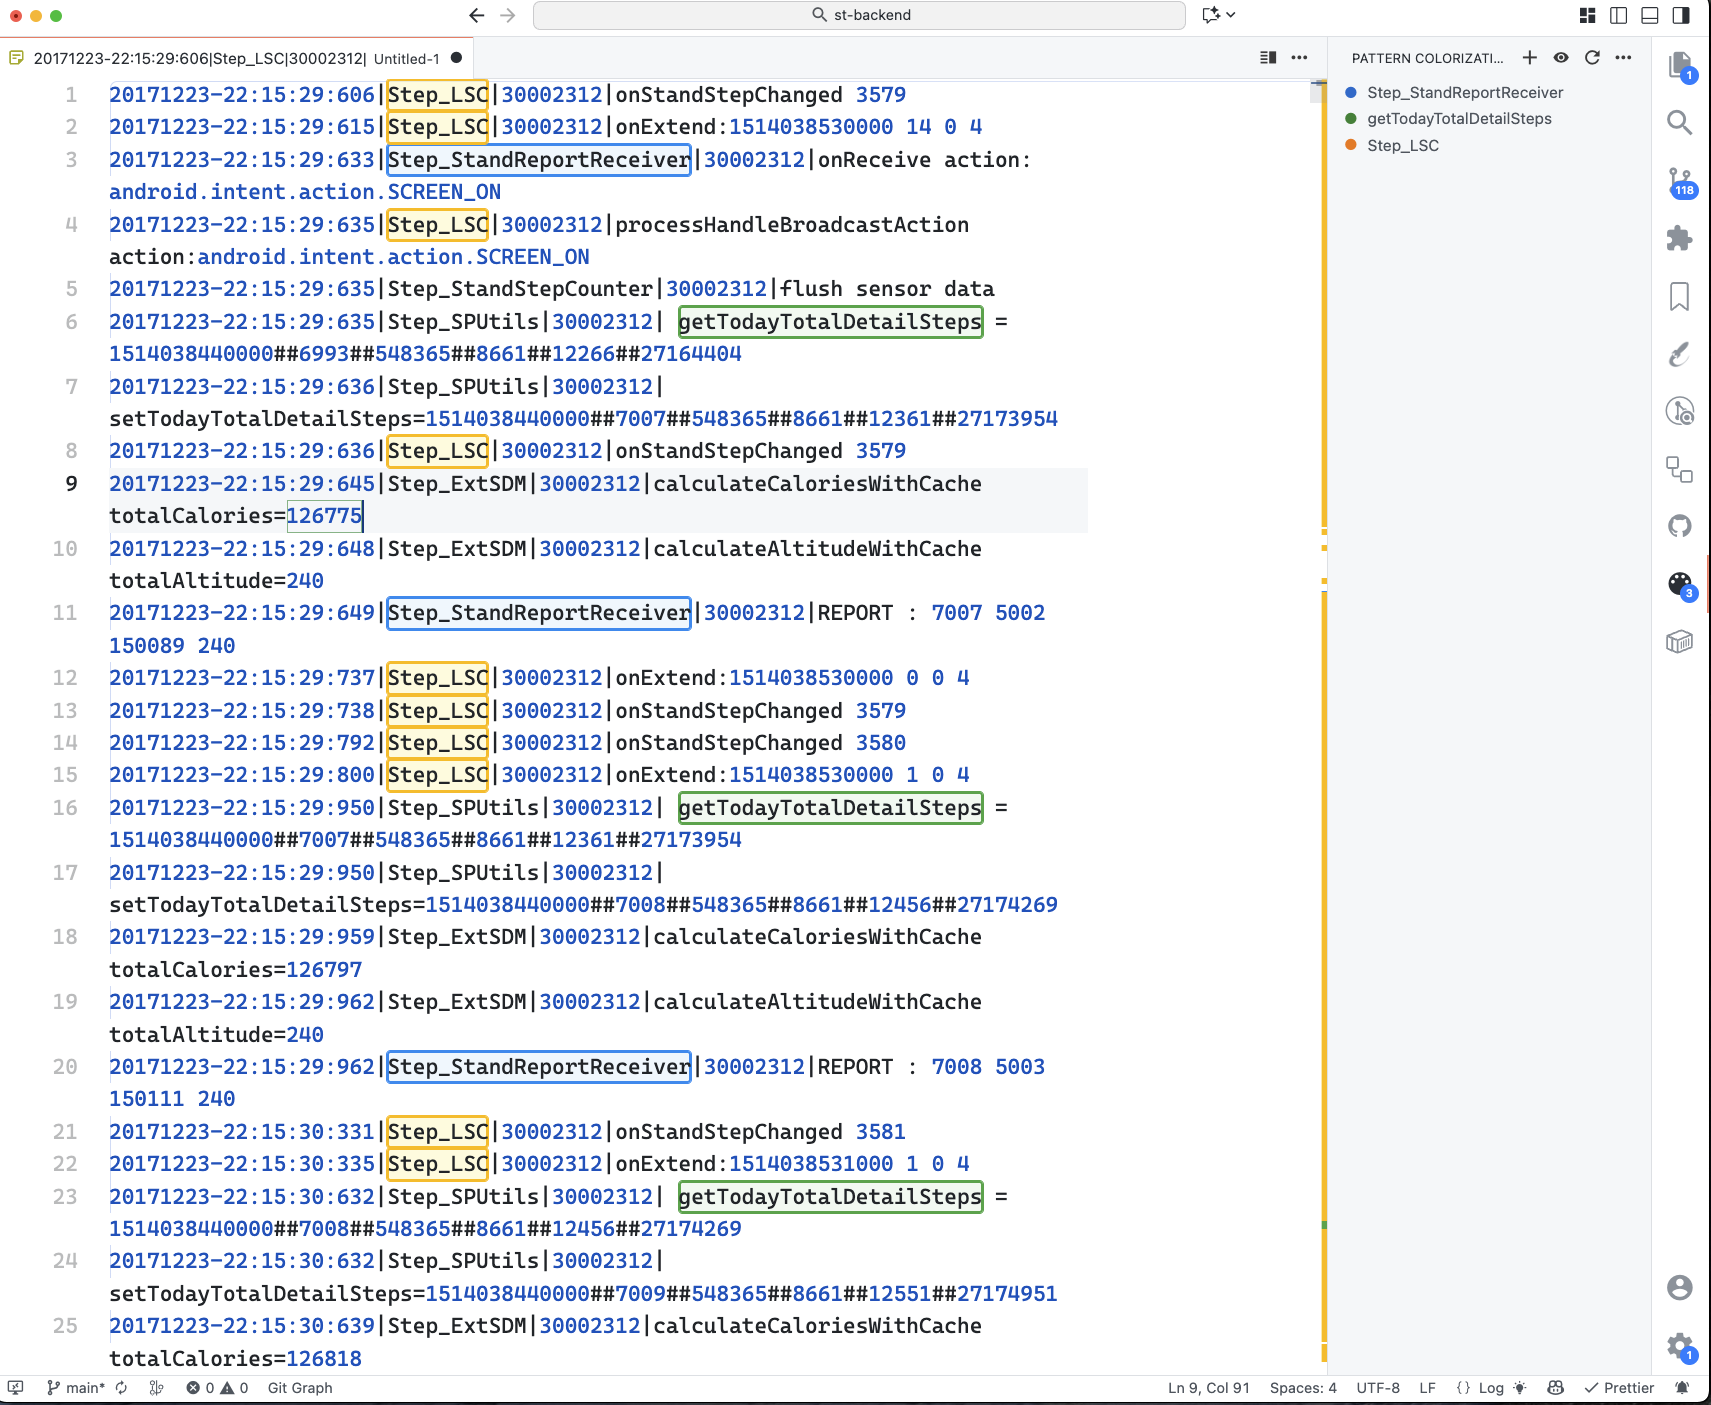 st-backend
20171223-22:15:29:606|Step_LSC|30002312| Untitled-1
PATTERN COLORIZATI...
Step_StandReportReceiver
getTodayTotalDetailSteps
Step_LSC
1 20171223-22:15:29:606|Step_LSC|30002312|onStandStepChanged 3579
2 20171223-22:15:29:615|Step_LSC|30002312|onExtend:1514038530000 14 0 4
3 20171223-22:15:29:633|Step_StandReportReceiver|30002312|onReceive action:
android.intent.action.SCREEN_ON
4 20171223-22:15:29:635|Step_LSC|30002312|processHandleBroadcastAction
action:android.intent.action.SCREEN_ON
5 20171223-22:15:29:635|Step_StandStepCounter|30002312|flush sensor data
6 20171223-22:15:29:635|Step_SPUtils|30002312| getTodayTotalDetailSteps =
1514038440000##6993##548365##8661##12266##27164404
7 20171223-22:15:29:636|Step_SPUtils|30002312|
setTodayTotalDetailSteps=1514038440000##7007##548365##8661##12361##27173954
8 20171223-22:15:29:636|Step_LSC|30002312|onStandStepChanged 3579
9 20171223-22:15:29:645|Step_ExtSDM|30002312|calculateCaloriesWithCache
totalCalories=126775
10 20171223-22:15:29:648|Step_ExtSDM|30002312|calculateAltitudeWithCache
totalAltitude=240
11 20171223-22:15:29:649|Step_StandReportReceiver|30002312|REPORT : 7007 5002
150089 240
12 20171223-22:15:29:737|Step_LSC|30002312|onExtend:1514038530000 0 0 4
13 20171223-22:15:29:738|Step_LSC|30002312|onStandStepChanged 3579
14 20171223-22:15:29:792|Step_LSC|30002312|onStandStepChanged 3580
15 20171223-22:15:29:800|Step_LSC|30002312|onExtend:1514038530000 1 0 4
16 20171223-22:15:29:950|Step_SPUtils|30002312| getTodayTotalDetailSteps =
1514038440000##7007##548365##8661##12361##27173954
17 20171223-22:15:29:950|Step_SPUtils|30002312|
setTodayTotalDetailSteps=1514038440000##7008##548365##8661##12456##27174269
18 20171223-22:15:29:959|Step_ExtSDM|30002312|calculateCaloriesWithCache
totalCalories=126797
19 20171223-22:15:29:962|Step_ExtSDM|30002312|calculateAltitudeWithCache
totalAltitude=240
20 20171223-22:15:29:962|Step_StandReportReceiver|30002312|REPORT : 7008 5003
150111 240
21 20171223-22:15:30:331|Step_LSC|30002312|onStandStepChanged 3581
22 20171223-22:15:30:335|Step_LSC|30002312|onExtend:1514038531000 1 0 4
23 20171223-22:15:30:632|Step_SPUtils|30002312| getTodayTotalDetailSteps =
1514038440000##7008##548365##8661##12456##27174269
24 20171223-22:15:30:632|Step_SPUtils|30002312|
setTodayTotalDetailSteps=1514038440000##7009##548365##8661##12551##27174951
25 20171223-22:15:30:639|Step_ExtSDM|30002312|calculateCaloriesWithCache
totalCalories=126818
1
118
3
1
main* 0 0 Git Graph Ln 9, Col 91 Spaces: 4 UTF-8 LF {} Log Prettier